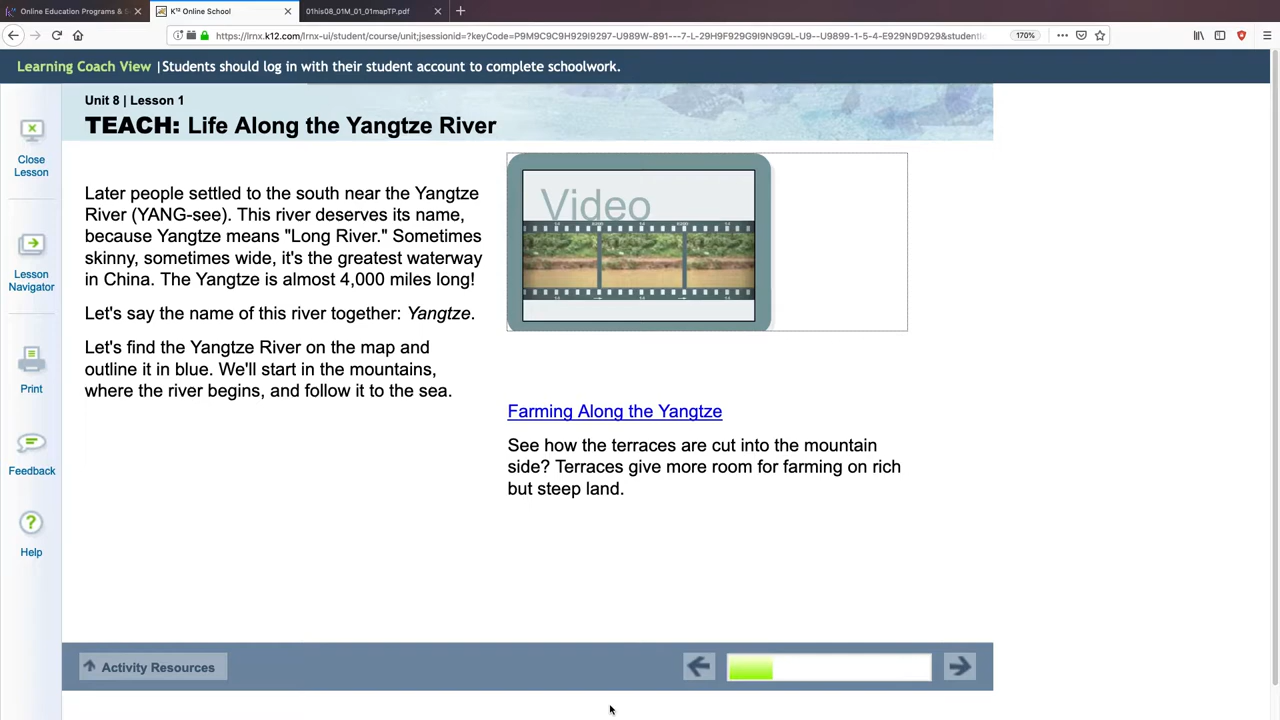 Online Education Programs & S
K¹² Online School
01his08_01M_01_01mapTP.pdf
170%
Learning Coach View |Students should log in with their student account to complete schoolwork.
Unit 8 | Lesson 1
TEACH: Life Along the Yangtze River
Close Lesson
Lesson Navigator
Print
Feedback
Help
Later people settled to the south near the Yangtze
River (YANG-see). This river deserves its name,
because Yangtze means "Long River." Sometimes
skinny, sometimes wide, it's the greatest waterway
in China. The Yangtze is almost 4,000 miles long!
Let's say the name of this river together: Yangtze.
Let's find the Yangtze River on the map and
outline it in blue. We'll start in the mountains,
where the river begins, and follow it to the sea.
Video
Farming Along the Yangtze
See how the terraces are cut into the mountain
side? Terraces give more room for farming on rich
but steep land.
Activity Resources